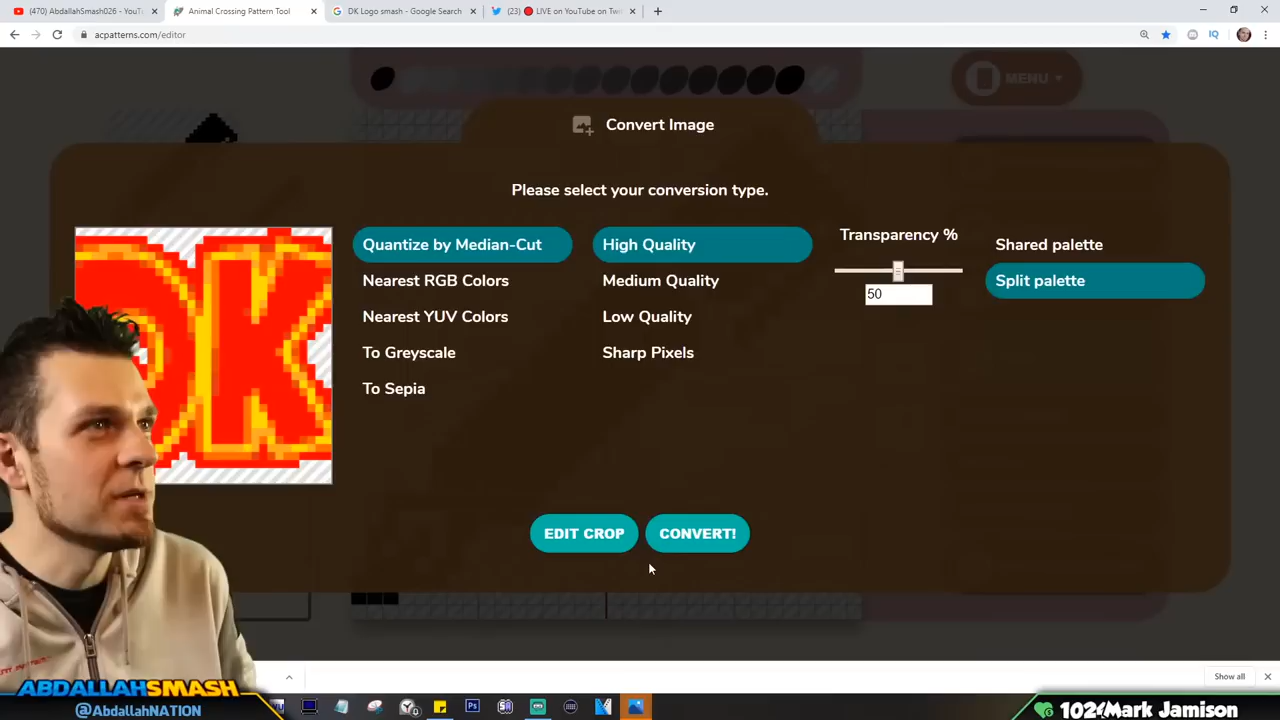 (470) AbdallahSmash026 - YouT
Animal Crossing Pattern Tool
DK Logo smash - Google Search
(23) 🔴 LIVE on YouTube on Twi
acpatterns.com/editor
MENU
Convert Image
Please select your conversion type.
Quantize by Median-Cut
High Quality
Transparency %
Shared palette
Nearest RGB Colors
Medium Quality
50
Split palette
Nearest YUV Colors
Low Quality
To Greyscale
Sharp Pixels
To Sepia
DK
EDIT CROP
CONVERT!
Show all
ABDALLAHSMASH
@AbdallahNATION
Mark Jamison